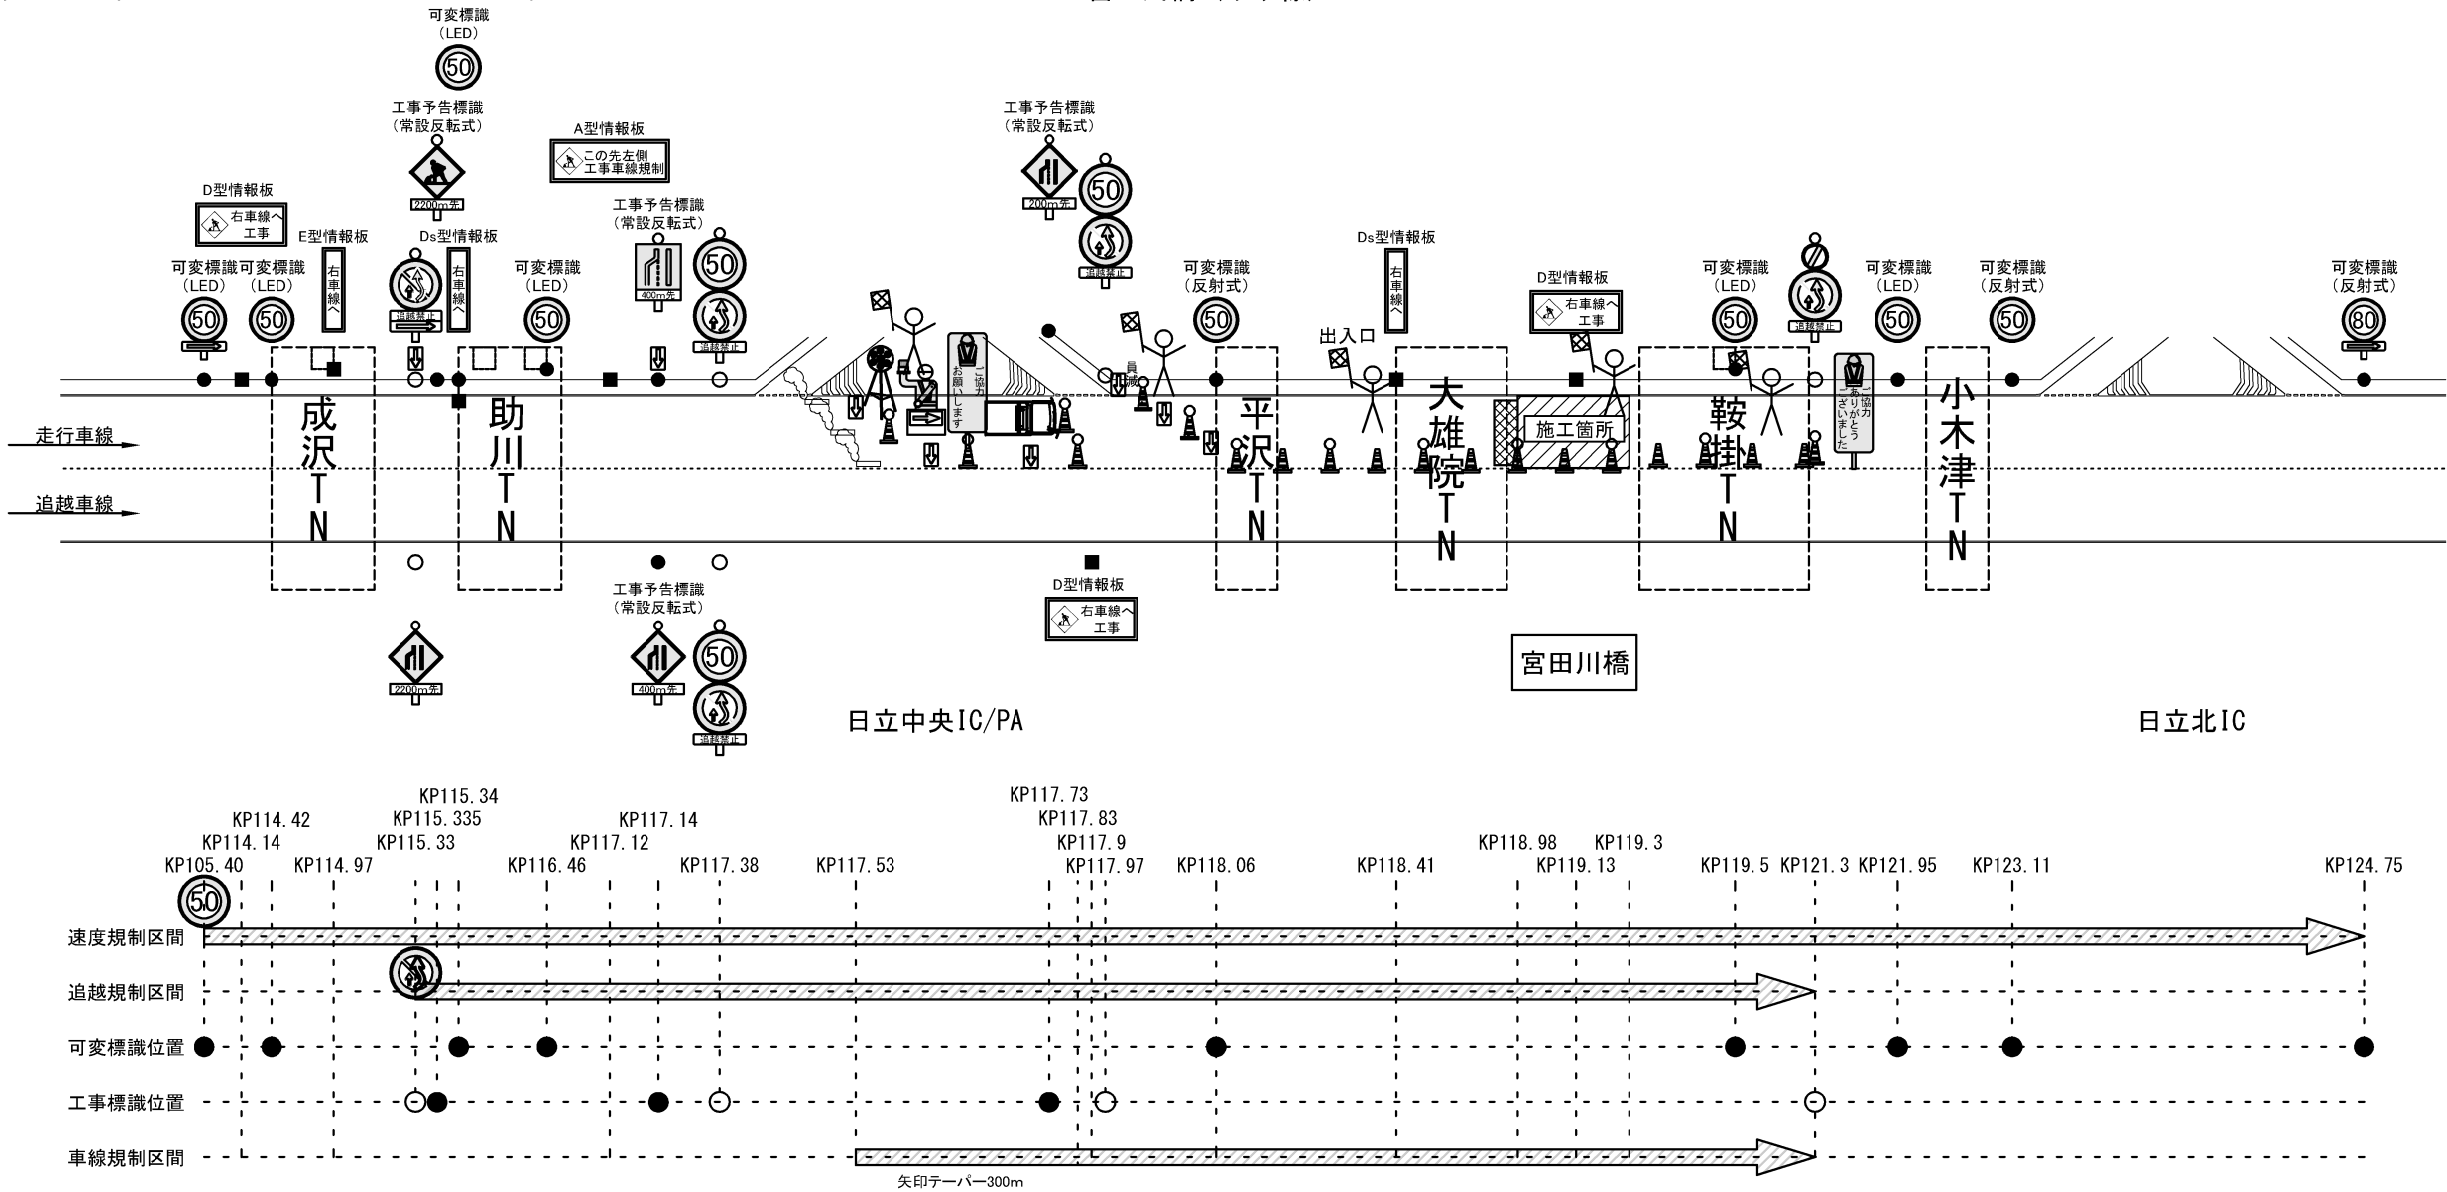 可変標識
(LED)
50
工事予告標識
(常設反転式)
2200m先
A型情報板
この先左側
工事車線規制
工事予告標識
(常設反転式)
200m先
50
追越禁止
D型情報板
右車線へ
工事
E型情報板
右車線へ
Ds型情報板
右車線へ
追越禁止
工事予告標識
(常設反転式)
400m先
50
追越禁止
可変標識
(LED)
50
可変標識
(LED)
50
可変標識
(LED)
50
可変標識
(反射式)
50
Ds型情報板
右車線へ
D型情報板
右車線へ
工事
可変標識
(LED)
50
追越禁止
可変標識
(LED)
50
可変標識
(反射式)
50
可変標識
(反射式)
80
出入口
ご協力
お願いします
員減
ご協力
ありがとう
ございました
走行車線
追越車線
成沢TN
助川TN
平沢TN
大雄院TN
施工箇所
鞍掛TN
小木津TN
2200m先
工事予告標識
(常設反転式)
400m先
50
追越禁止
D型情報板
右車線へ
工事
宮田川橋
日立中央IC/PA
日立北IC
KP115.34
KP117.73
KP114.42
KP115.335
KP117.14
KP117.83
KP114.14
KP115.33
KP117.12
KP117.9
KP118.98
KP119.3
KP105.40
KP114.97
KP116.46
KP117.38
KP117.53
KP117.97
KP118.06
KP118.41
KP119.13
KP119.5
KP121.3
KP121.95
KP123.11
KP124.75
50
速度規制区間
追越規制区間
可変標識位置
工事標識位置
車線規制区間
矢印テーパー300m